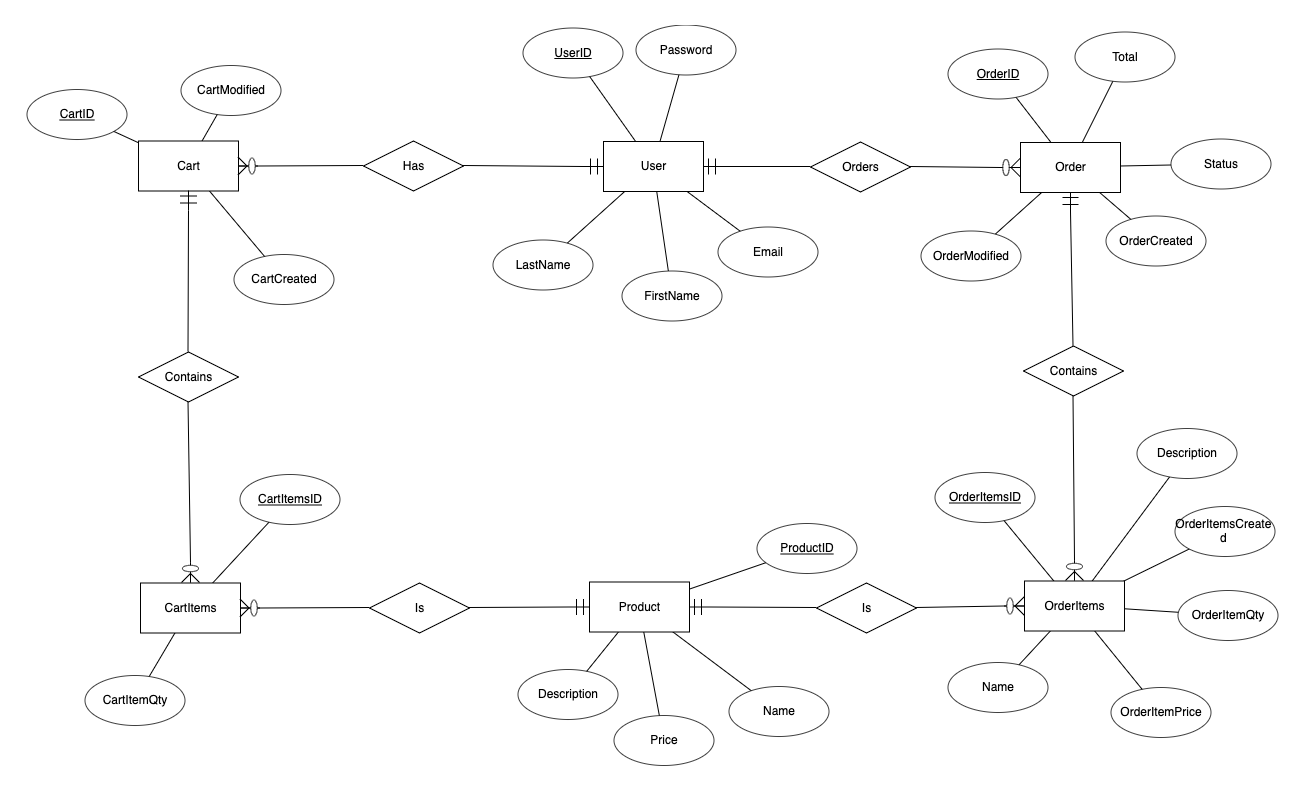 UserID
Password
OrderID
Total
CartID
CartModified
Cart
Has
User
Orders
Order
Status
LastName
FirstName
Email
OrderModified
OrderCreated
CartCreated
Contains
Contains
CartItemsID
OrderItemsID
Description
OrderItemsCreate
d
ProductID
CartItems
Is
Product
Is
OrderItems
OrderItemQty
CartItemQty
Description
Price
Name
Name
OrderItemPrice